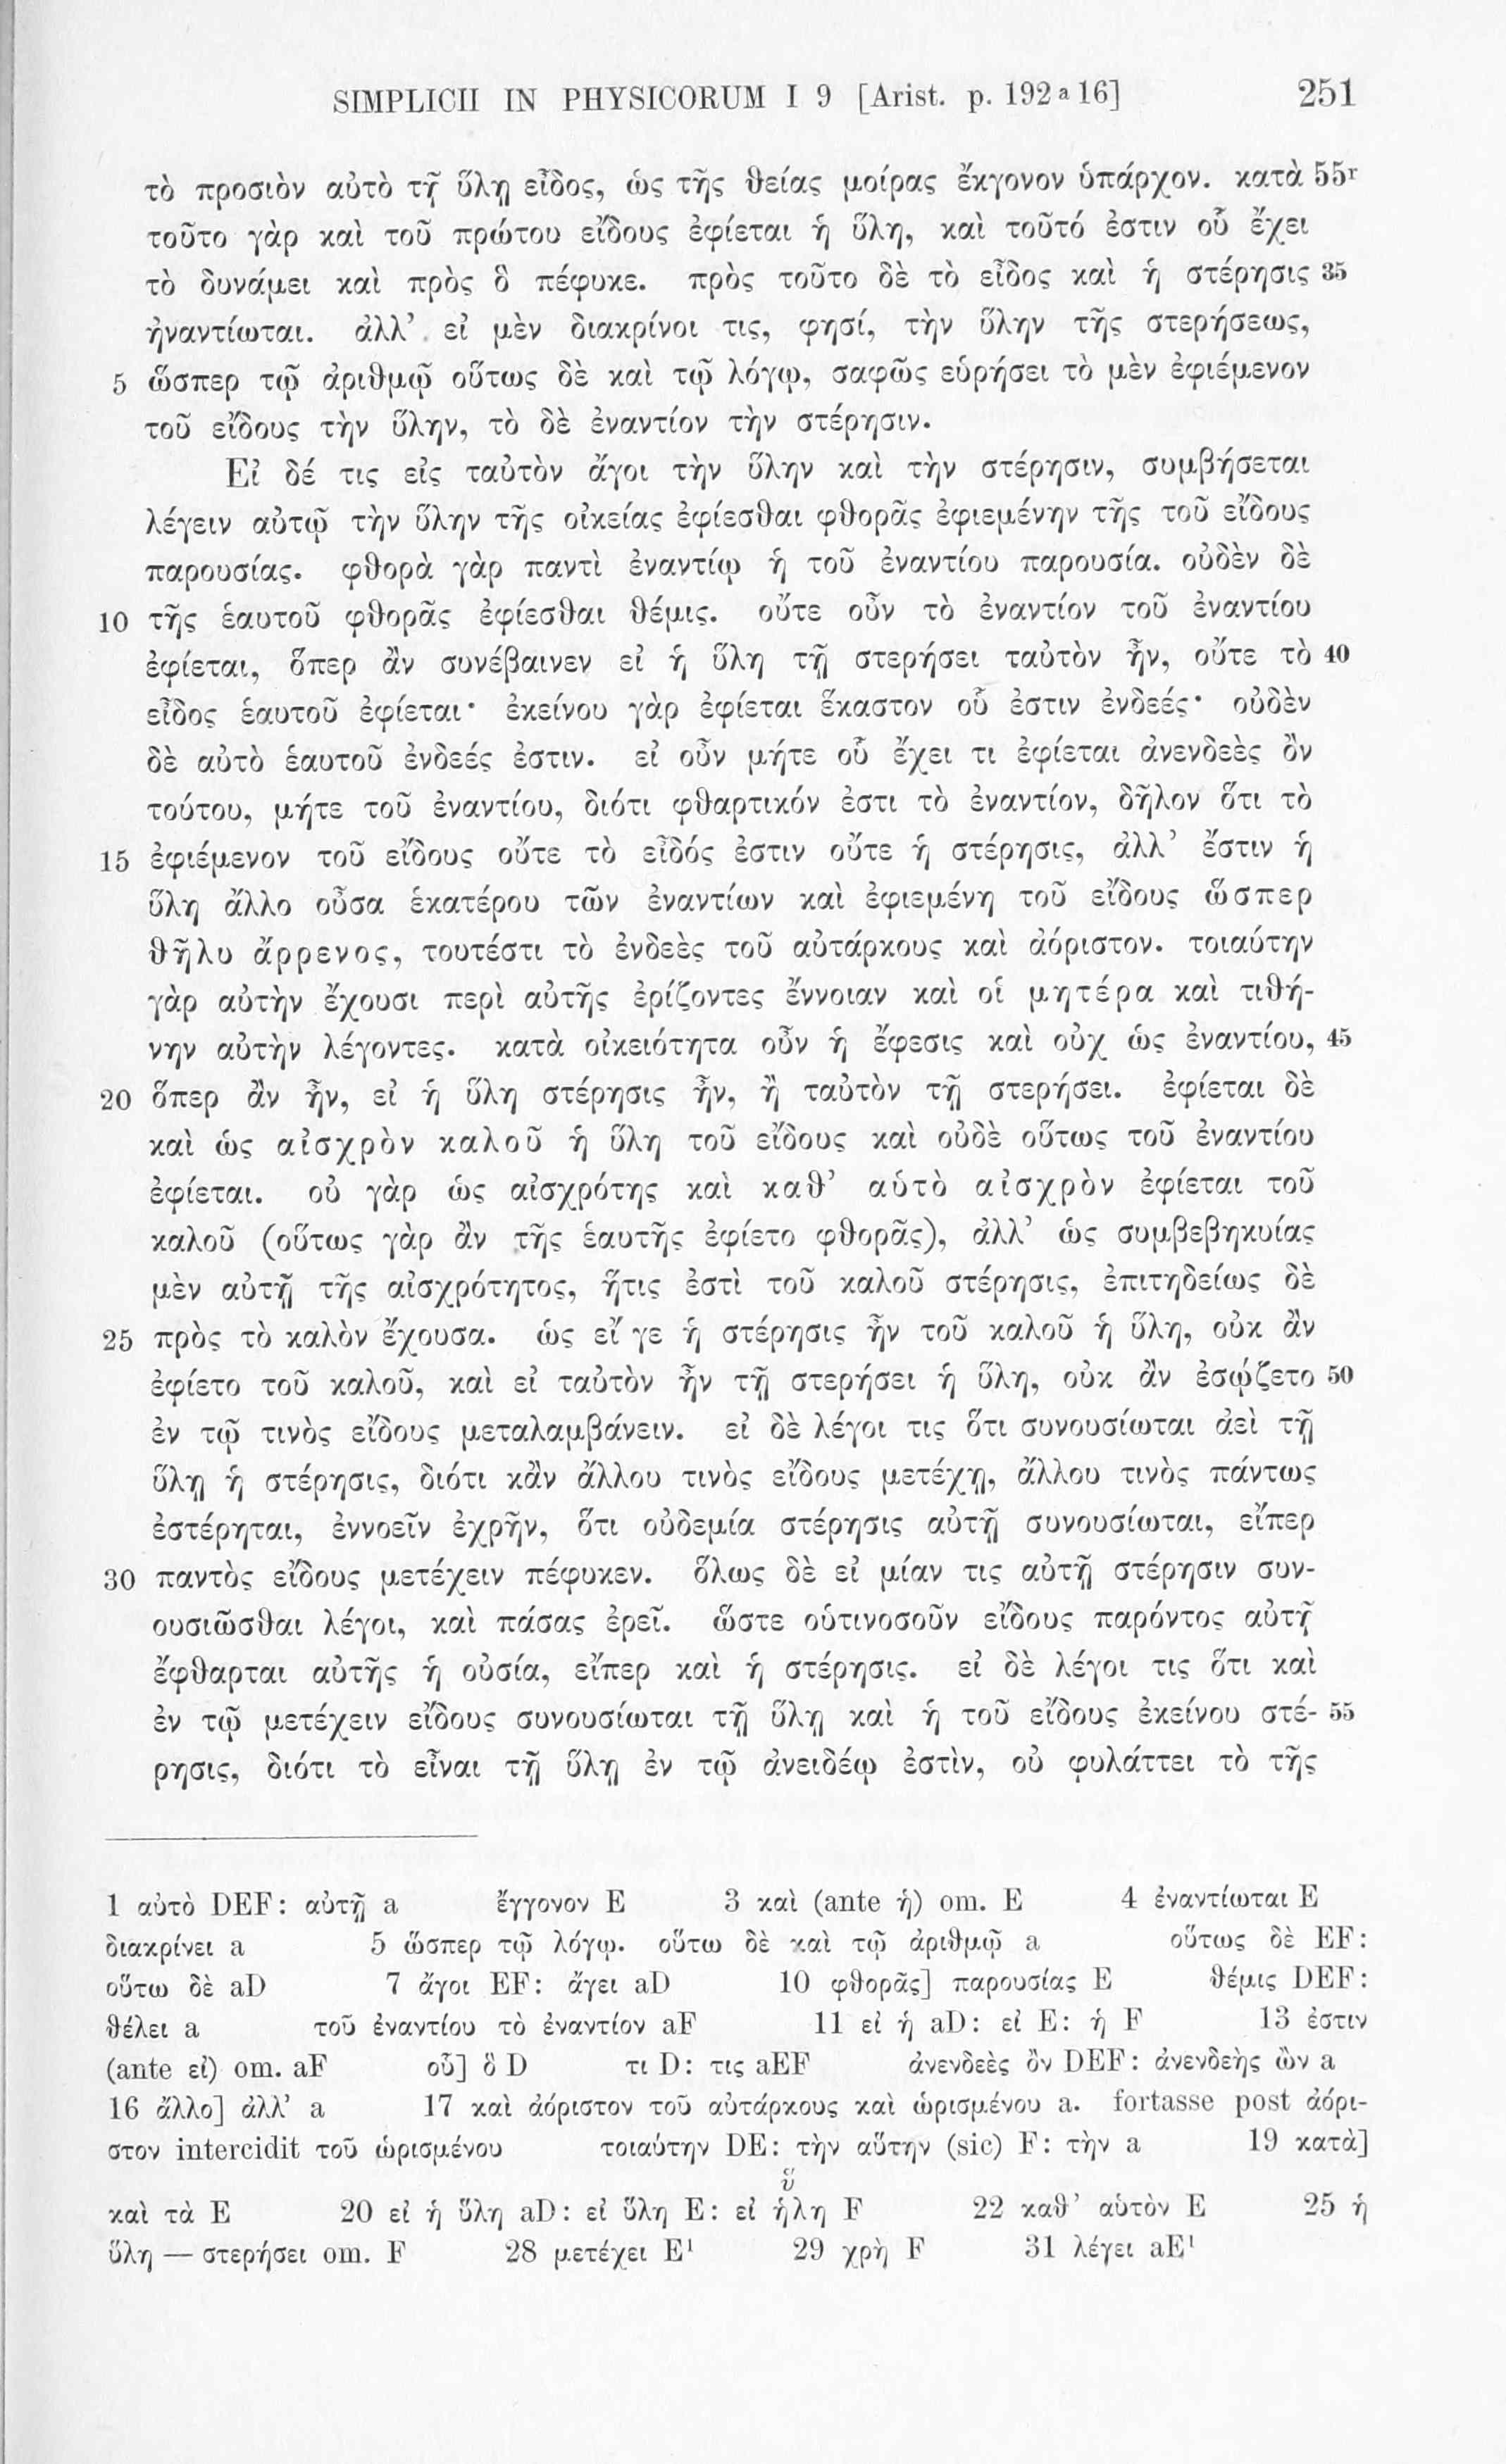 SIMPLICII IN PHYSICORUM I 9 [Arist. p. 192 a 16] 251
τὸ προσιὸν αὐτὸ τῇ ὕλῃ εἶδος, ὡς τῆς θείας μοίρας ἔκγονον ὑπάρχον. κατὰ 55r
τοῦτο γὰρ καὶ τοῦ πρώτου εἴδους ἐφίεται ἡ ὕλη, καὶ τοῦτό ἐστιν οὗ ἔχει
τὸ δυνάμει καὶ πρὸς ὃ πέφυκε. πρὸς τοῦτο δὲ τὸ εἶδος καὶ ἡ στέρησις 35
ἠναντίωται. ἀλλ’ εἰ μὲν διακρίνοι τις, φησί, τὴν ὕλην τῆς στερήσεως,
5 ὥσπερ τῷ ἀριθμῷ οὕτως δὲ καὶ τῷ λόγῳ, σαφῶς εὑρήσει τὸ μὲν ἐφιέμενον
τοῦ εἴδους τὴν ὕλην, τὸ δὲ ἐναντίον τὴν στέρησιν.
Εἰ δέ τις εἰς ταὐτὸν ἄγοι τὴν ὕλην καὶ τὴν στέρησιν, συμβήσεται
λέγειν αὐτῷ τὴν ὕλην τῆς οἰκείας ἐφίεσθαι φθορᾶς ἐφιεμένην τῆς τοῦ εἴδους
παρουσίας. φθορὰ γὰρ παντὶ ἐναντίῳ ἡ τοῦ ἐναντίου παρουσία. οὐδὲν δὲ
10 τῆς ἑαυτοῦ φθορᾶς ἐφίεσθαι θέμις. οὔτε οὖν τὸ ἐναντίον τοῦ ἐναντίου
ἐφίεται, ὅπερ ἂν συνέβαινεν εἰ ἡ ὕλη τῇ στερήσει ταὐτὸν ἦν, οὔτε τὸ 40
εἶδος ἑαυτοῦ ἐφίεται· ἐκείνου γὰρ ἐφίεται ἕκαστον οὗ ἐστιν ἐνδεές· οὐδὲν
δὲ αὐτὸ ἑαυτοῦ ἐνδεές ἐστιν. εἰ οὖν μήτε οὗ ἔχει τι ἐφίεται ἀνενδεὲς ὂν
τούτου, μήτε τοῦ ἐναντίου, διότι φθαρτικόν ἐστι τὸ ἐναντίον, δῆλον ὅτι τὸ
15 ἐφιέμενον τοῦ εἴδους οὔτε τὸ εἶδός ἐστιν οὔτε ἡ στέρησις, ἀλλ’ ἔστιν ἡ
ὕλη ἄλλο οὖσα ἑκατέρου τῶν ἐναντίων καὶ ἐφιεμένη τοῦ εἴδους ὥσπερ
θῆλυ ἄρρενος, τουτέστι τὸ ἐνδεὲς τοῦ αὐτάρκους καὶ ἀόριστον. τοιαύτην
γὰρ αὐτὴν ἔχουσι περὶ αὐτῆς ἐρίζοντες ἔννοιαν καὶ οἱ μητέρα καὶ τιθή-
νην αὐτὴν λέγοντες. κατὰ οἰκειότητα οὖν ἡ ἔφεσις καὶ οὐχ ὡς ἐναντίου, 45
20 ὅπερ ἂν ἦν, εἰ ἡ ὕλη στέρησις ἦν, ἢ ταὐτὸν τῇ στερήσει. ἐφίεται δὲ
καὶ ὡς αἰσχρὸν καλοῦ ἡ ὕλη τοῦ εἴδους καὶ οὐδὲ οὕτως τοῦ ἐναντίου
ἐφίεται. οὐ γὰρ ὡς αἰσχρότης καὶ καθ’ αὑτὸ αἰσχρὸν ἐφίεται τοῦ
καλοῦ (οὕτως γὰρ ἂν τῆς ἑαυτῆς ἐφίετο φθορᾶς), ἀλλ’ ὡς συμβεβηκυίας
μὲν αὐτῇ τῆς αἰσχρότητος, ἥτις ἐστὶ τοῦ καλοῦ στέρησις, ἐπιτηδείως δὲ
25 πρὸς τὸ καλὸν ἔχουσα. ὡς εἴ γε ἡ στέρησις ἦν τοῦ καλοῦ ἡ ὕλη, οὐκ ἂν
ἐφίετο τοῦ καλοῦ, καὶ εἰ ταὐτὸν ἦν τῇ στερήσει ἡ ὕλη, οὐκ ἂν ἐσῴζετο 50
ἐν τῷ τινὸς εἴδους μεταλαμβάνειν. εἰ δὲ λέγοι τις ὅτι συνουσίωται ἀεὶ τῇ
ὕλῃ ἡ στέρησις, διότι κἂν ἄλλου τινὸς εἴδους μετέχῃ, ἄλλου τινὸς πάντως
ἐστέρηται, ἐννοεῖν ἐχρῆν, ὅτι οὐδεμία στέρησις αὐτῇ συνουσίωται, εἴπερ
30 παντὸς εἴδους μετέχειν πέφυκεν. ὅλως δὲ εἰ μίαν τις αὐτῇ στέρησιν συν-
ουσιῶσθαι λέγοι, καὶ πάσας ἐρεῖ. ὥστε οὑτινοσοῦν εἴδους παρόντος αὐτῇ
ἔφθαρται αὐτῆς ἡ οὐσία, εἴπερ καὶ ἡ στέρησις. εἰ δὲ λέγοι τις ὅτι καὶ
ἐν τῷ μετέχειν εἴδους συνουσίωται τῇ ὕλῃ καὶ ἡ τοῦ εἴδους ἐκείνου στέ- 55
ρησις, διότι τὸ εἶναι τῇ ὕλῃ ἐν τῷ ἀνειδέῳ ἐστὶν, οὐ φυλάττει τὸ τῆς
1 αὐτὸ DEF: αὐτῇ a ἔγγονον E 3 καὶ (ante ἡ) om. E 4 ἐναντίωται E
διακρίνει a 5 ὥσπερ τῷ λόγῳ. οὕτω δὲ καὶ τῷ ἀριθμῷ a οὕτως δὲ EF:
οὕτω δὲ aD 7 ἄγοι EF: ἄγει aD 10 φθορᾶς] παρουσίας E θέμις DEF:
θέλει a τοῦ ἐναντίου τὸ ἐναντίον aF 11 εἰ ἡ aD: εἰ E: ἡ F 13 ἐστιν
(ante εἰ) om. aF οὗ] ὃ D τι D: τις aEF ἀνενδεὲς ὂν DEF: ἀνενδεὴς ὢν a
16 ἄλλο] ἀλλ’ a 17 καὶ ἀόριστον τοῦ αὐτάρκους καὶ ὡρισμένου a. fortasse post ἀόρι-
στον intercidit τοῦ ὡρισμένου τοιαύτην DE: τὴν αὕτην (sic) F: τὴν a 19 κατὰ]
καὶ τὰ E 20 εἰ ἡ ὕλη aD: εἰ ὕλη E: εἰ ἡλἡ̈ F 22 καθ’ αὑτὸν E 25 ἡ
ὕλη — στερήσει om. F 28 μετέχει E¹ 29 χρὴ F 31 λέγει aE¹